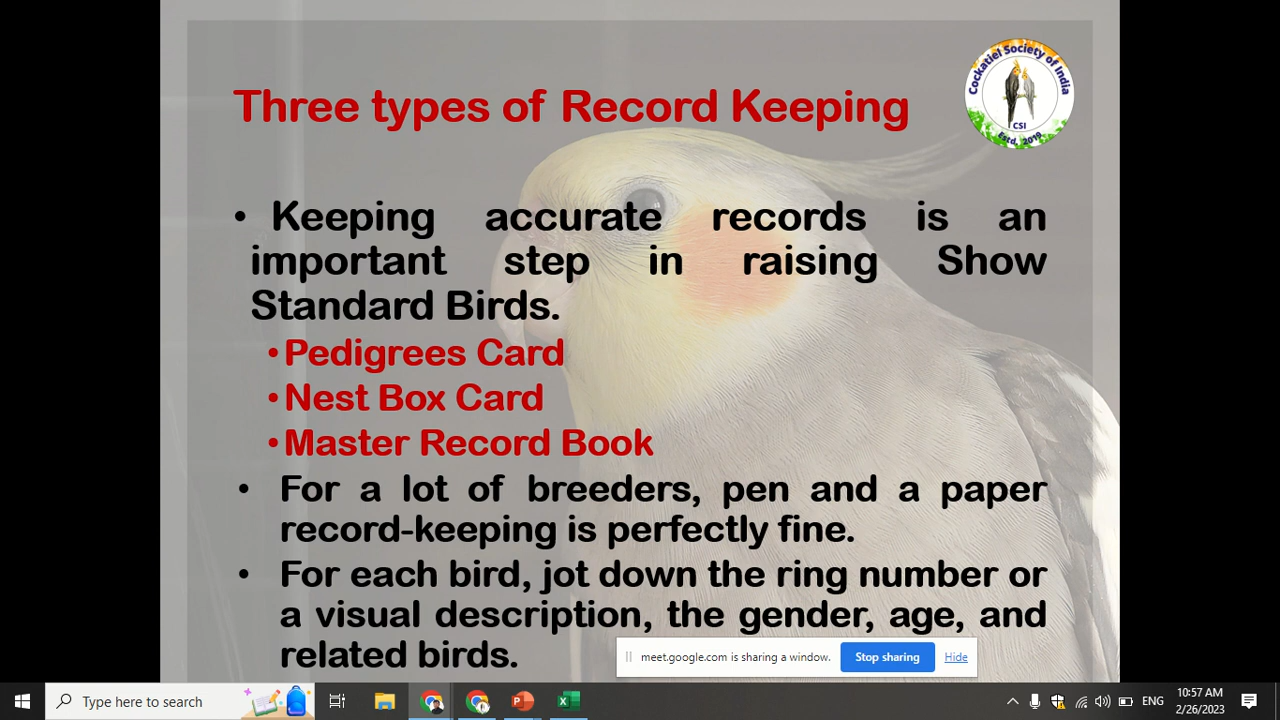 Three types of Record Keeping
Cockatiel Society of India
CSI
Estd, 2019
• Keeping accurate records is an
important step in raising Show
Standard Birds.
• Pedigrees Card
• Nest Box Card
• Master Record Book
• For a lot of breeders, pen and a paper
record-keeping is perfectly fine.
• For each bird, jot down the ring number or
a visual description, the gender, age, and
related birds.
meet.google.com is sharing a window. Stop sharing Hide
Type here to search
ENG
10:57 AM
2/26/2023